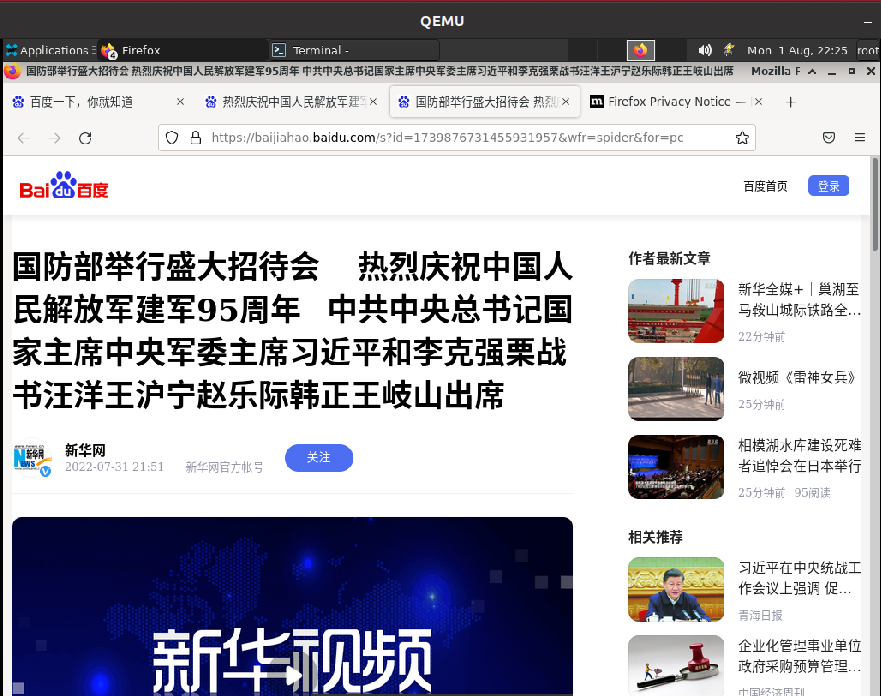 QEMU
Applications
Firefox
Terminal -
Mon 1 Aug, 22:25
root
国防部举行盛大招待会 热烈庆祝中国人民解放军建军95周年 中共中央总书记国家主席中央军委主席习近平和李克强栗战书汪洋王沪宁赵乐际韩正王岐山出席
Mozilla F
百度一下，你就知道
热烈庆祝中国人民解放军建军
国防部举行盛大招待会 热烈
Firefox Privacy Notice —
https://baijiahao.baidu.com/s?id=1739876731455931957&wfr=spider&for=pc
Bai du 百度
百度首页
登录
国防部举行盛大招待会 热烈庆祝中国人
民解放军建军95周年 中共中央总书记国
家主席中央军委主席习近平和李克强栗战
书汪洋王沪宁赵乐际韩正王岐山出席
新华网
2022-07-31 21:51
新华网官方帐号
关注
新华视频
作者最新文章
新华全媒+｜巢湖至
马鞍山城际铁路全...
22分钟前
微视频《雷神女兵》
25分钟前
相模湖水库建设死难
者追悼会在日本举行
25分钟前 95阅读
相关推荐
习近平在中央统战工
作会议上强调 促...
青海日报
企业化管理事业单位
政府采购预算管理...
中国经济周刊